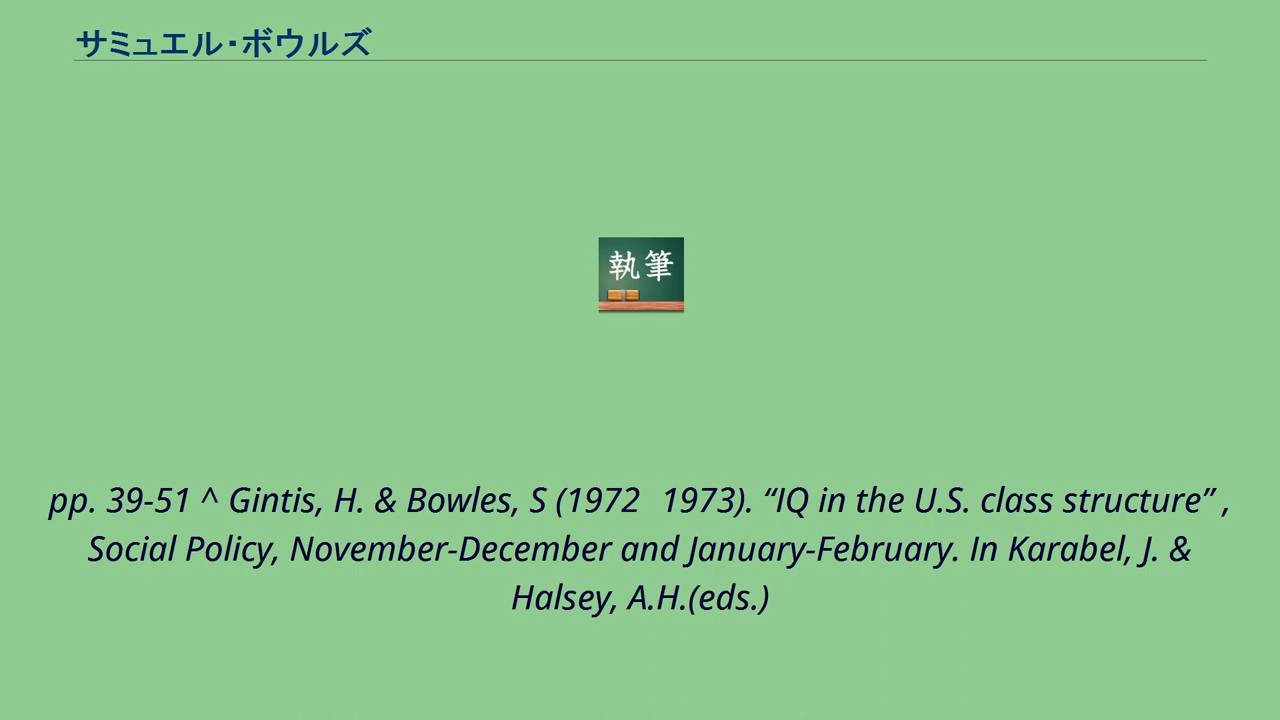 サミュエル・ボウルズ
執筆
pp. 39-51 ^ Gintis, H. & Bowles, S (1972 1973). “IQ in the U.S. class structure” ,
Social Policy, November-December and January-February. In Karabel, J. &
Halsey, A.H.(eds.)